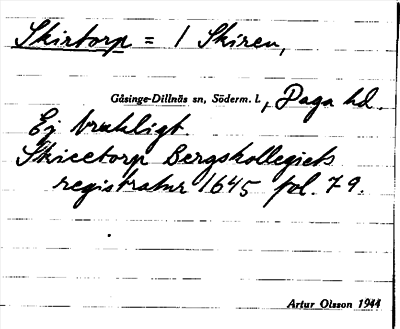 Skirtorp = 1 Skiren,
Gåsinge-Dillnäs sn, Söderm. l., Daga hd.
Ej brukligt
Skicetorp Bergskollegiets
registratur 1645 fol. 79.
Artur Olsson 1944